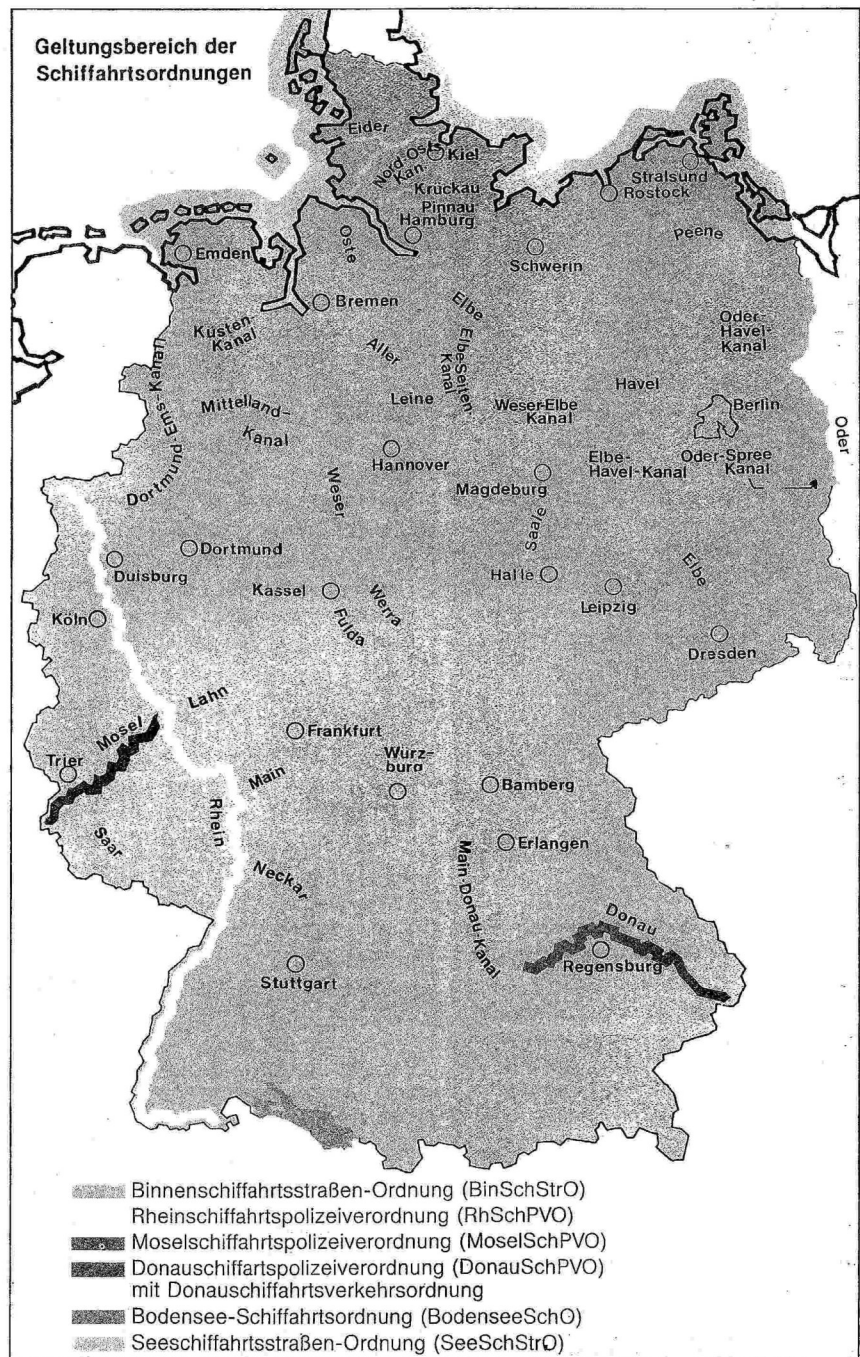 Geltungsbereich der
Schiffahrtsordnungen
Eider
Nord-Ost-
Kan.
Kiel
Krückau
Pinnau
Hamburg
Stralsund
Rostock
Peene
Emden
Oste
Schwerin
Bremen
Elbe
Kusten-
Kanal
Aller
Elbe-Seiten
Kanal
Oder-
Havel-
Kanal
Dortmund-Ems-Kanal
Mittelland-
Kanal
Leine
Havel
Weser-Elbe
Kanal
Berlin
Oder
Hannover
Elbe-
Havel-Kanal
Oder-Spree
Kanal
Weser
Magdeburg
Saale
Dortmund
Duisburg
Halle
Elbe
Kassel
Leipzig
Köln
Werra
Fulda
Dresden
Lahn
Mosel
Frankfurt
Trier
Main
Würz-
burg
Bamberg
Rhein
Saar
Erlangen
Neckar
Main-Donau-Kanal
Donau
Regensburg
Stuttgart
Binnenschiffahrtsstraßen-Ordnung (BinSchStrO)
Rheinschiffahrtspolizeiverordnung (RhSchPVO)
Moselschiffahrtspolizeiverordnung (MoselSchPVO)
Donauschiffartspolizeiverordnung (DonauSchPVO)
mit Donauschiffahrtsverkehrsordnung
Bodensee-Schiffahrtsordnung (BodenseeSchO)
Seeschiffahrtsstraßen-Ordnung (SeeSchStrO)